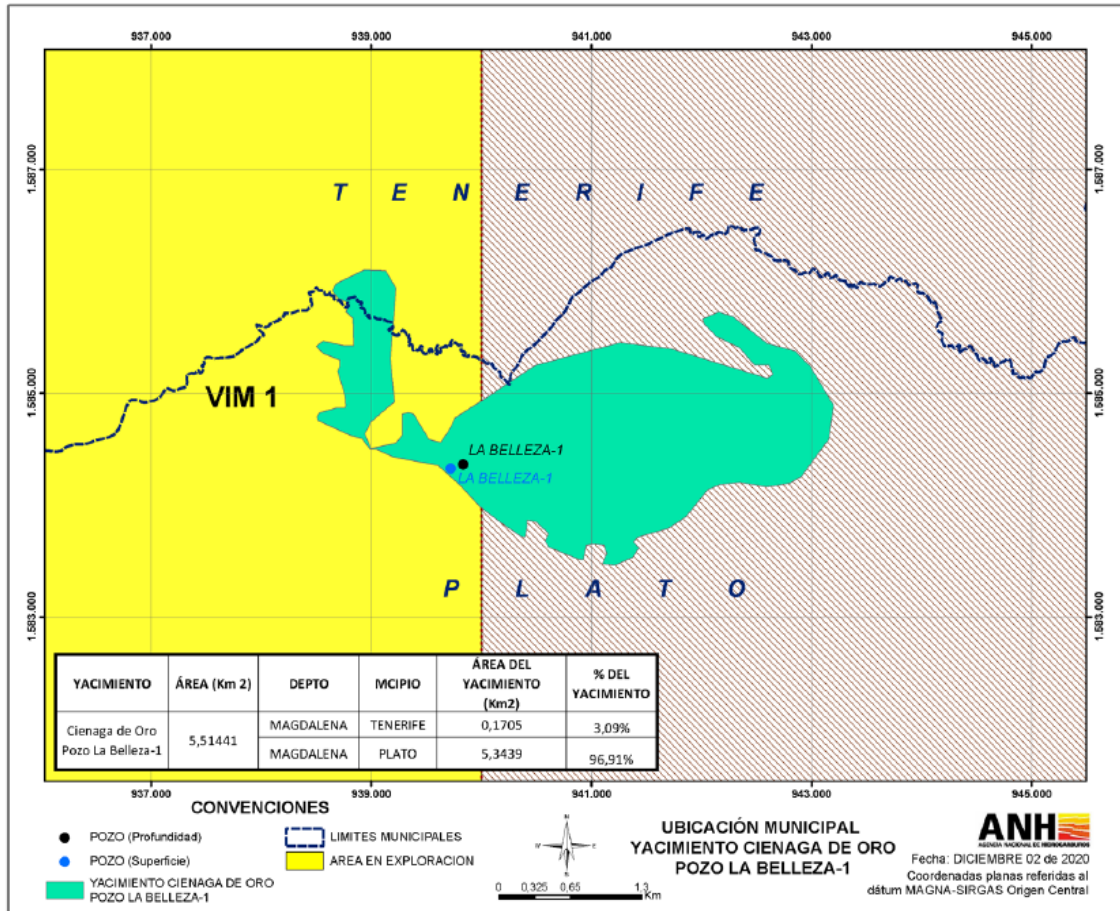 937.000 939.000 941.000 943.000 945.000
1.587.000 1.587.000
T E N E R I F E
1.585.000 1.585.000
VIM 1
LA BELLEZA-1
LA BELLEZA-1
P L A T O
1.583.000 1.583.000
YACIMIENTO ÁREA (Km 2) DEPTO MCIPIO ÁREA DEL YACIMIENTO (Km2) % DEL YACIMIENTO
Cienaga de Oro Pozo La Belleza-1 5,51441 MAGDALENA TENERIFE 0,1705 3,09%
MAGDALENA PLATO 5,3439 96,91%
937.000 939.000 941.000 943.000 945.000
CONVENCIONES
POZO (Profundidad)
POZO (Superficie)
YACIMIENTO CIENAGA DE ORO
POZO LA BELLEZA-1
LIMITES MUNICIPALES
AREA EN EXPLORACION
N
W E
S
0 0,325 0,65 1,3
Km
UBICACIÓN MUNICIPAL
YACIMIENTO CIENAGA DE ORO
POZO LA BELLEZA-1
ANH
AGENCIA NACIONAL DE HIDROCARBUROS
Fecha: DICIEMBRE 02 de 2020
Coordenadas planas referidas al
dátum MAGNA-SIRGAS Origen Central